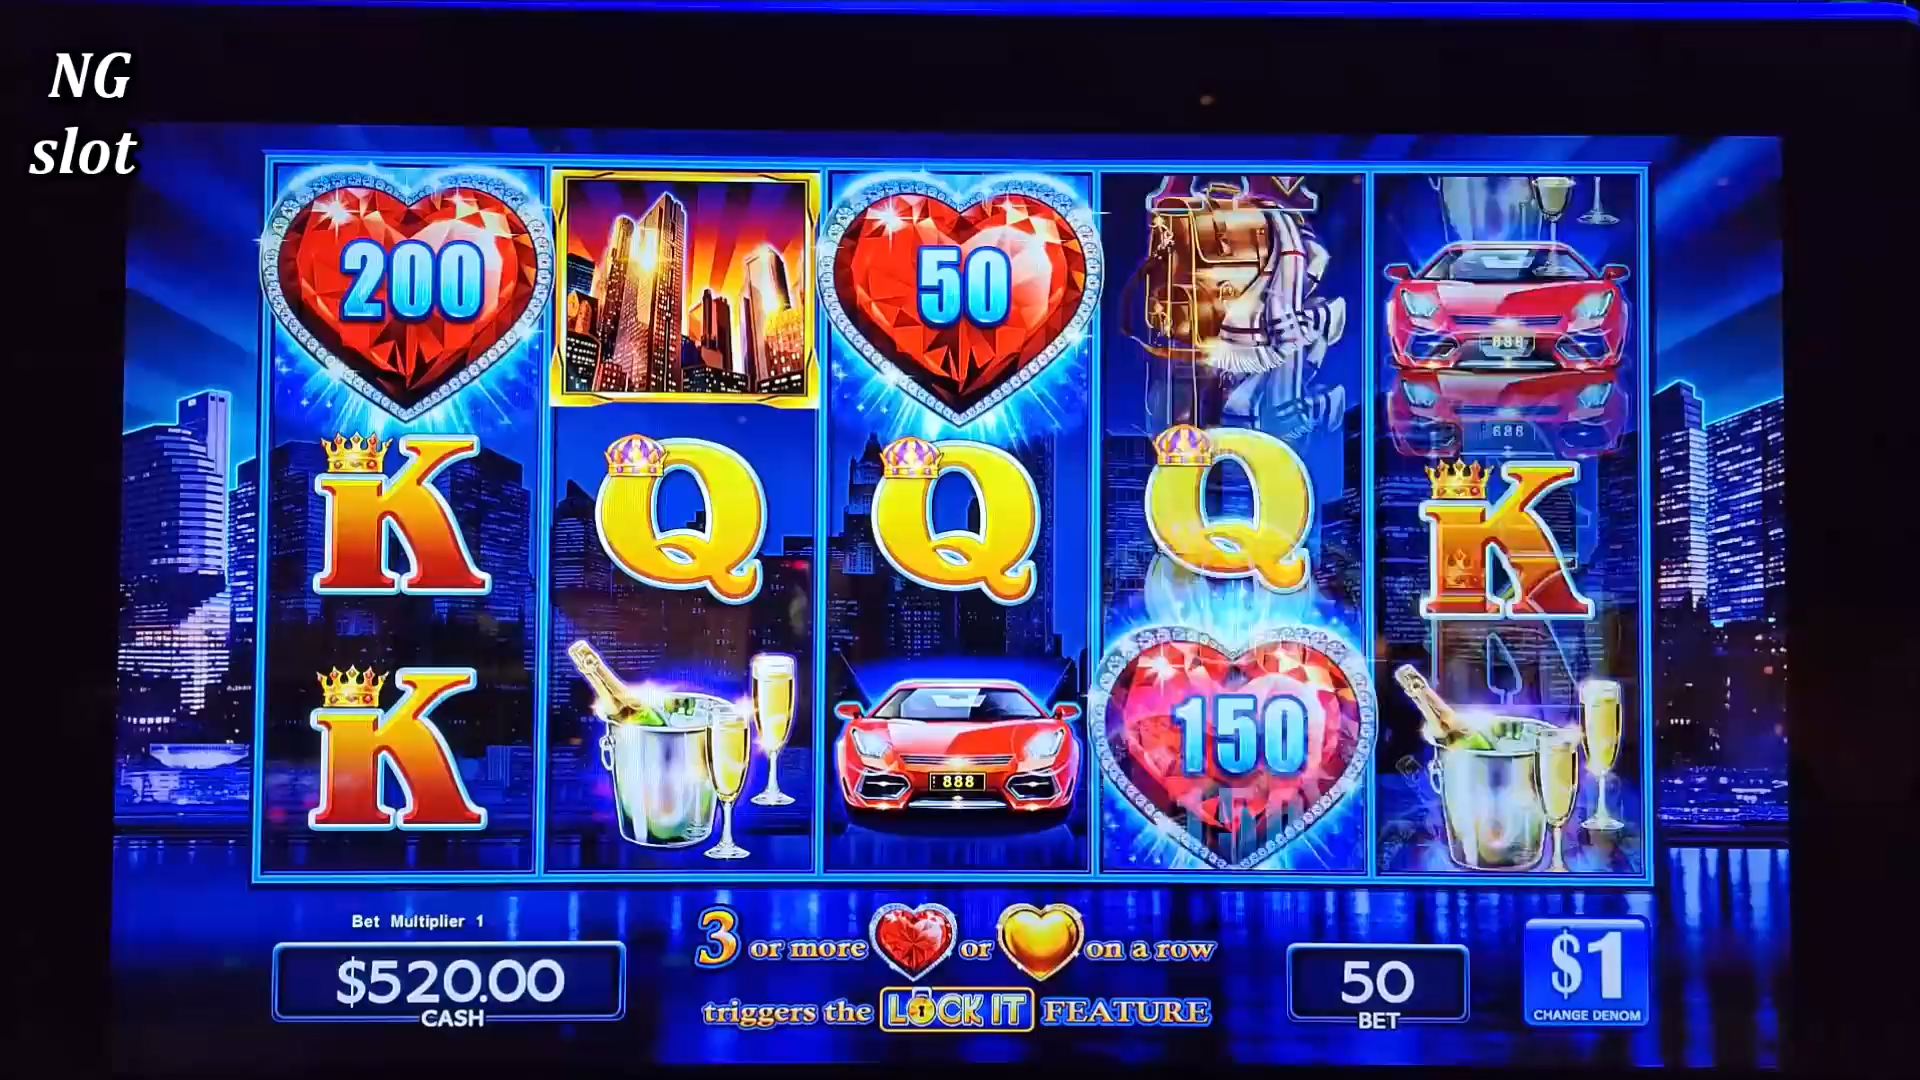 NG
slot
200
50
888
888
K
Q
Q
Q
K
150
K
888
Bet Multiplier 1
$520.00
CASH
3 or more or on a row
triggers the LOCK IT FEATURE
50
BET
$1
CHANGE DENOM